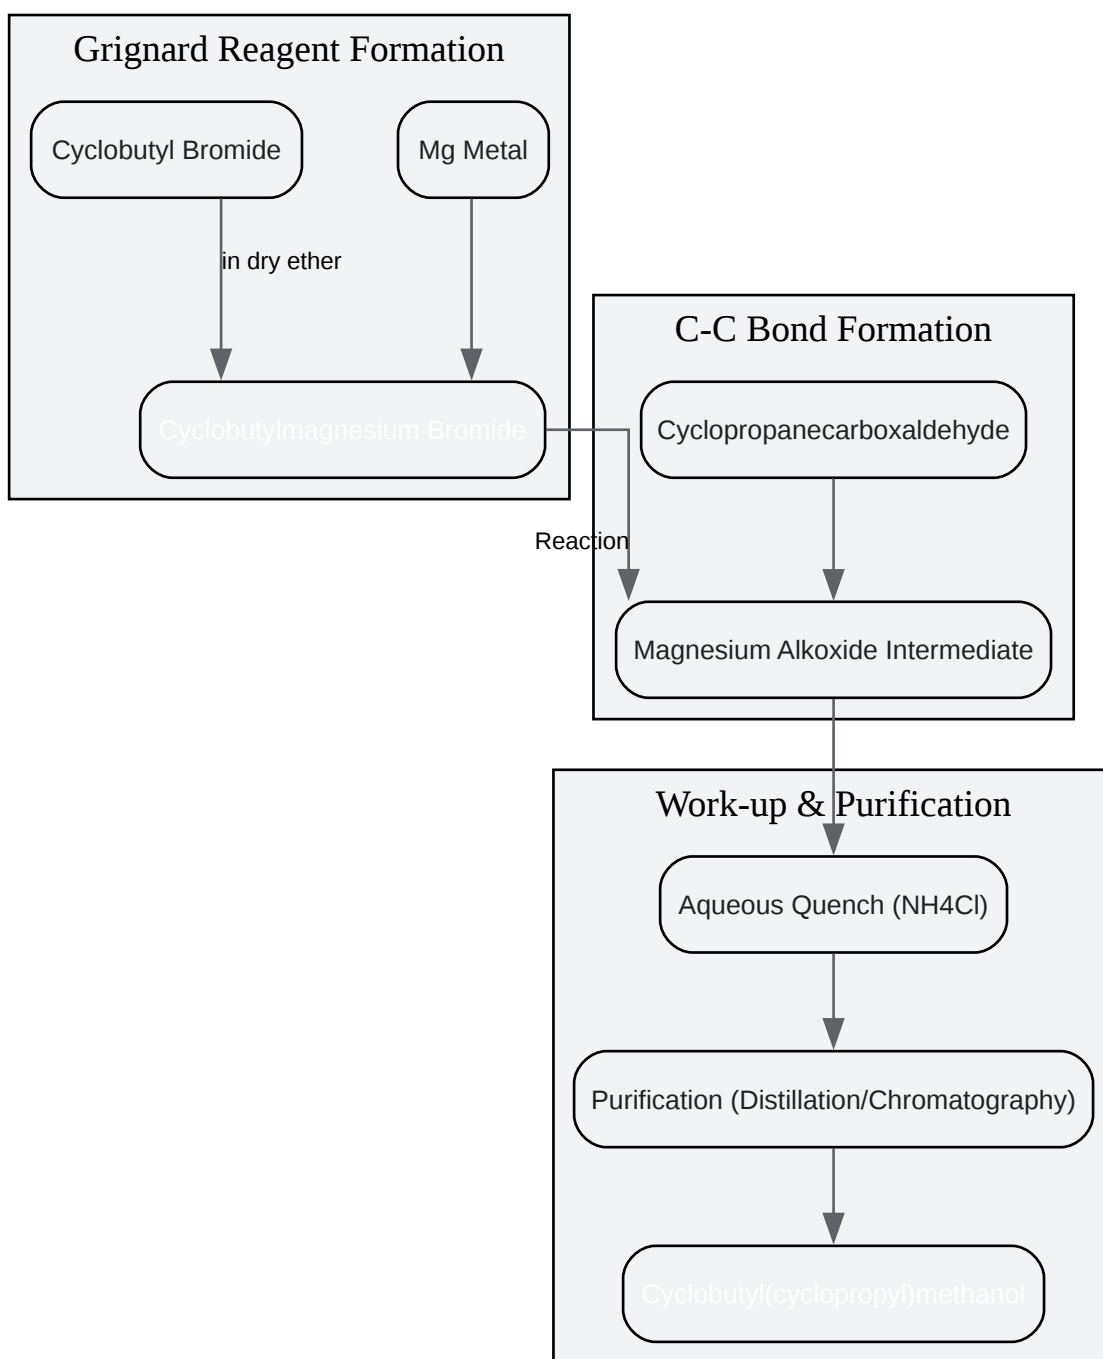 Grignard Reagent Formation
Cyclobutyl Bromide
Mg Metal
in dry ether
Cyclobutylmagnesium Bromide
C-C Bond Formation
Cyclopropanecarboxaldehyde
Reaction
Magnesium Alkoxide Intermediate
Work-up & Purification
Aqueous Quench (NH4Cl)
Purification (Distillation/Chromatography)
Cyclobutyl(cyclopropyl)methanol